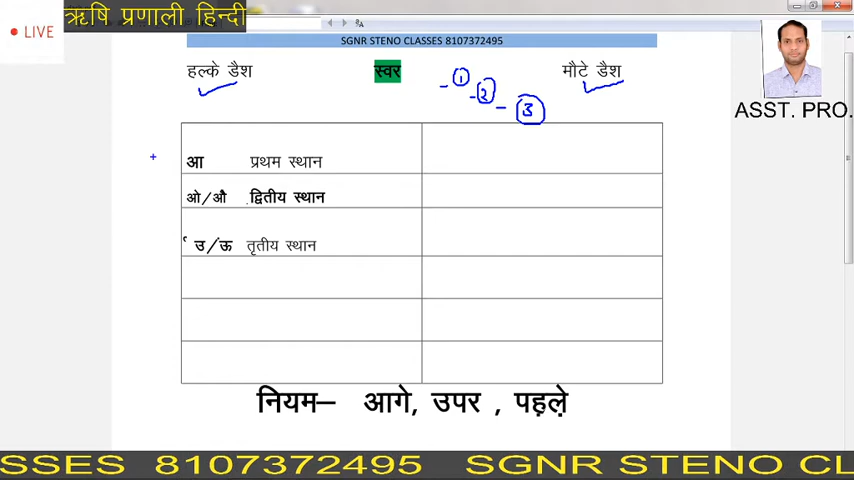 ऋषि प्रणाली हिन्दी
LIVE
SGNR STENO CLASSES 8107372495
हल्के डैश स्वर मौटे डैश
- 1
- 2
- 3
ASST. PRO.
आ प्रथम स्थान
ओ/औ द्वितीय स्थान
उ/ऊ तृतीय स्थान
नियम– आगे, उपर , पहले
SSES 8107372495 SGNR STENO CLA